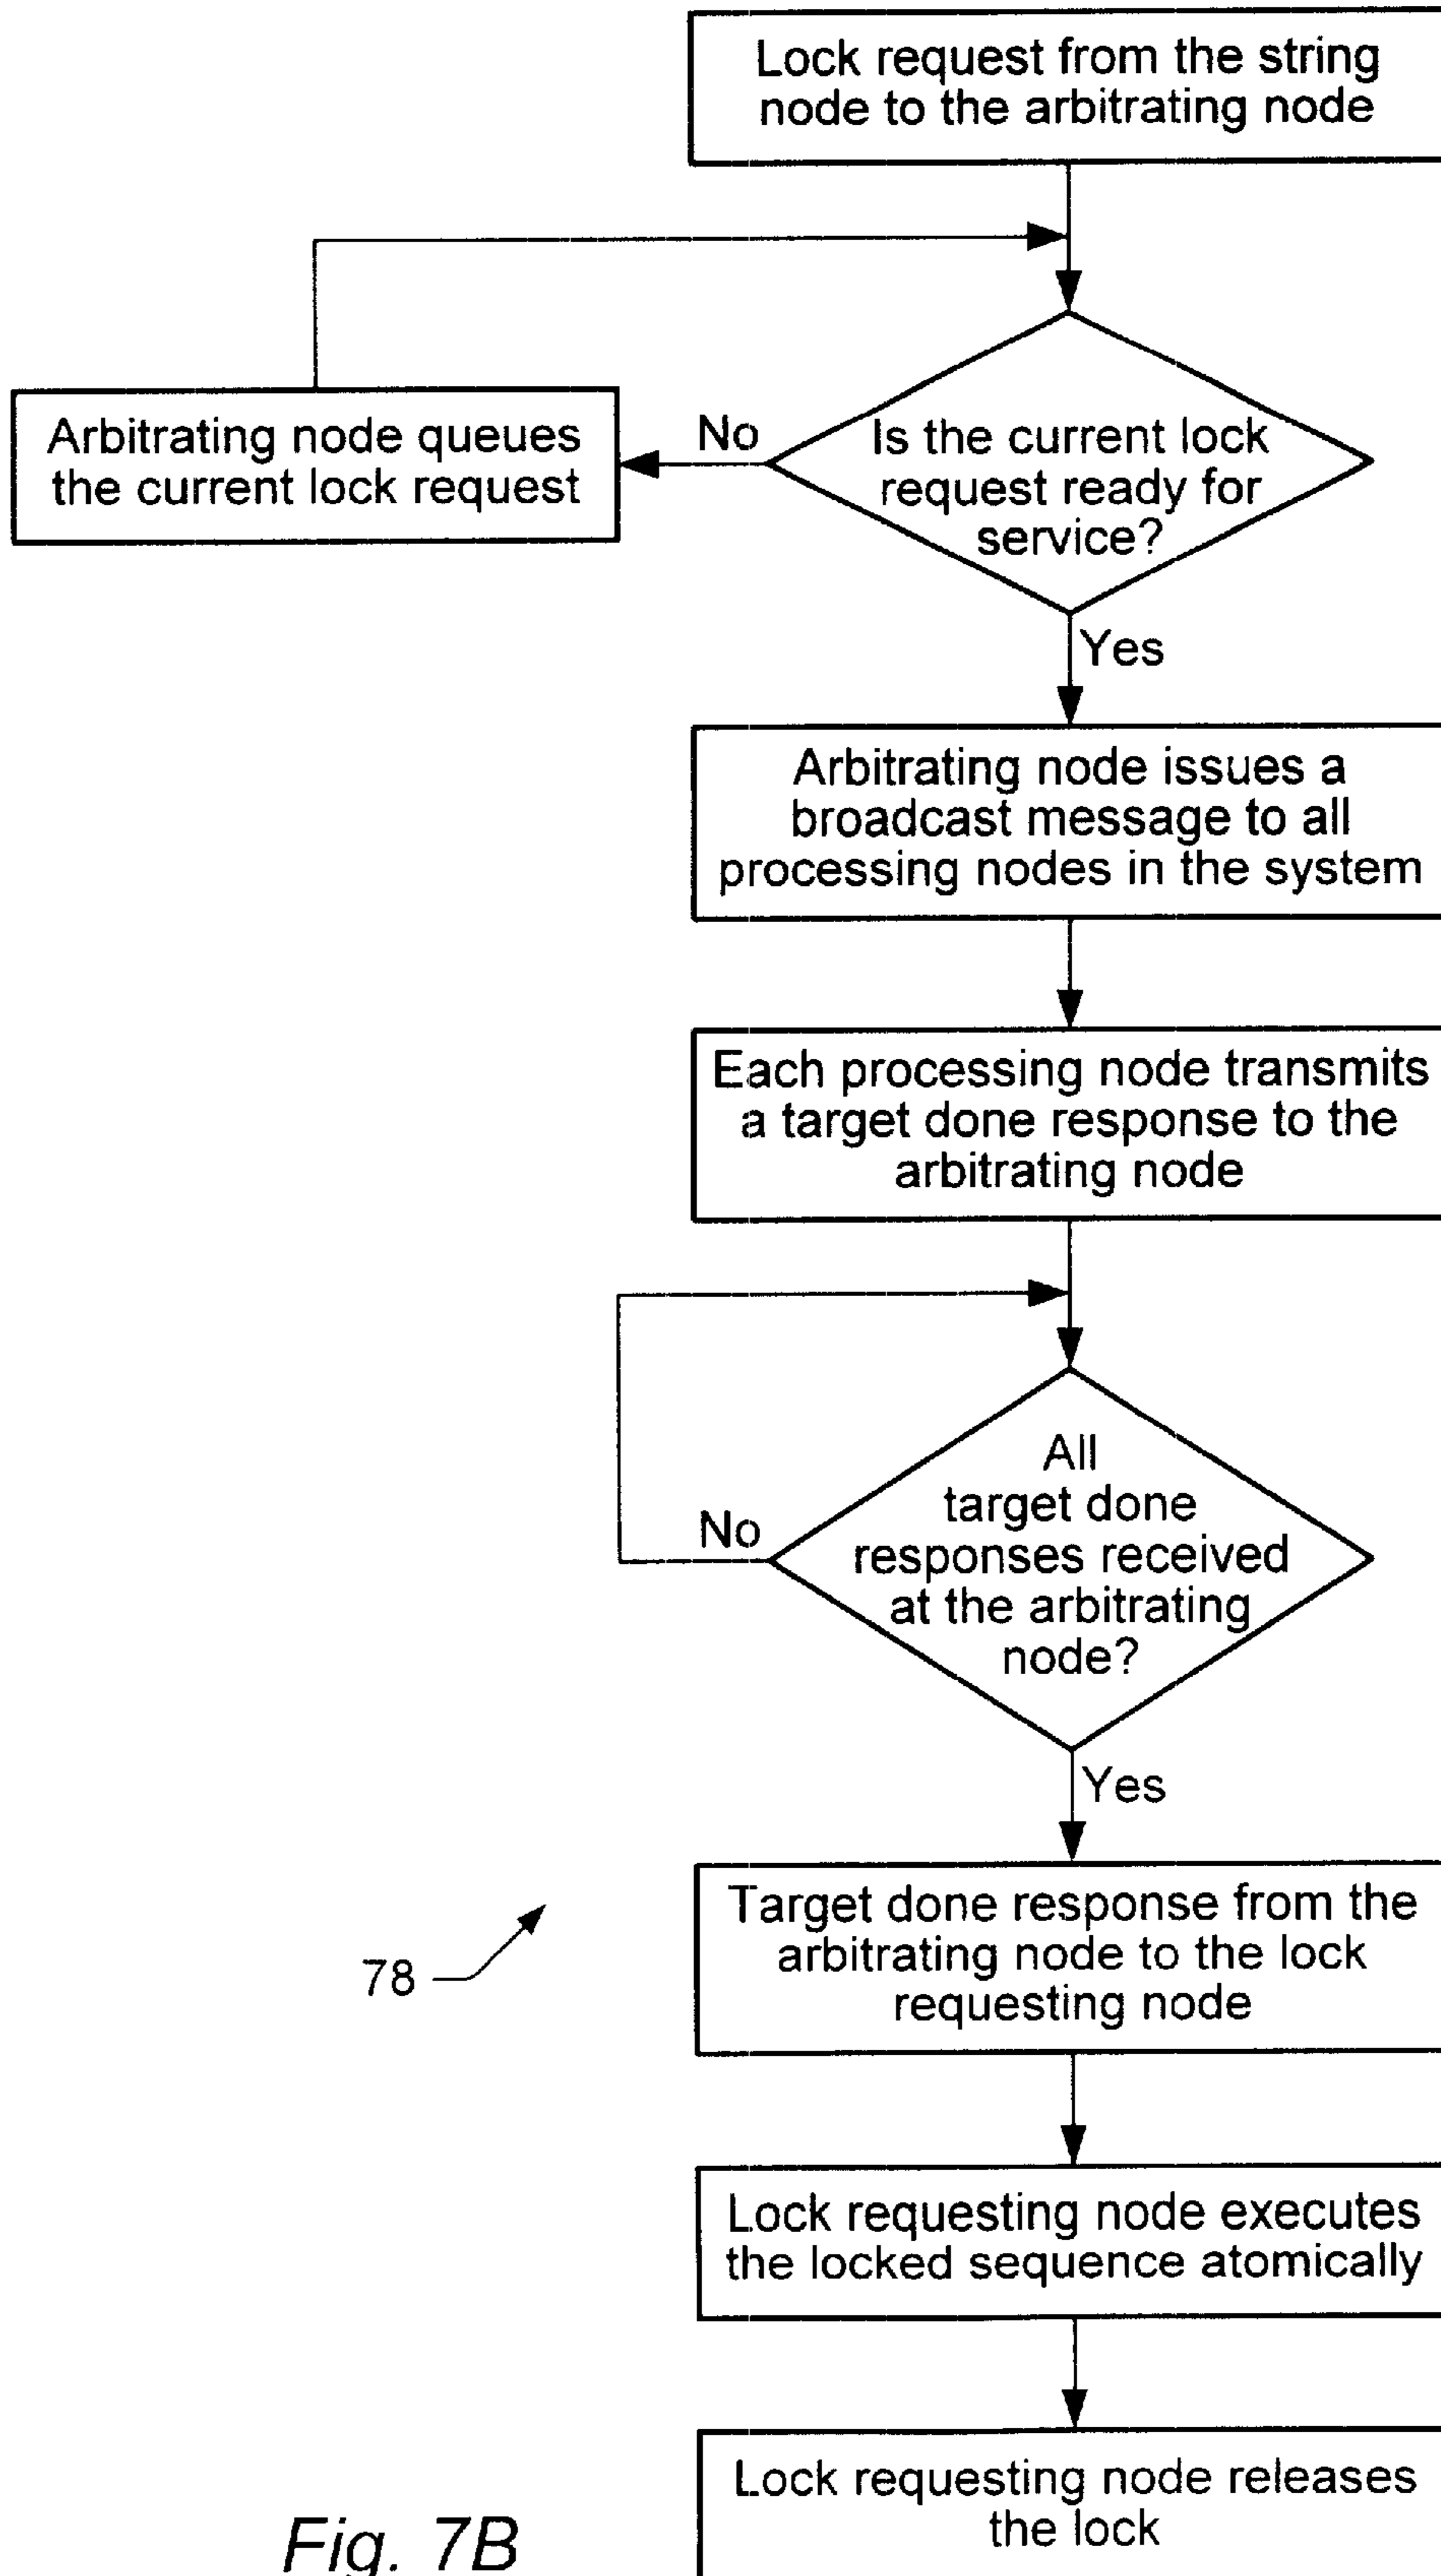 Lock request from the string
node to the arbitrating node
Arbitrating node queues
the current lock request
No
Is the current lock
request ready for
service?
Yes
Arbitrating node issues a
broadcast message to all
processing nodes in the system
Each processing node transmits
a target done response to the
arbitrating node
No
All
target done
responses received
at the arbitrating
node?
Yes
Target done response from the
arbitrating node to the lock
requesting node
78
Lock requesting node executes
the locked sequence atomically
Lock requesting node releases
the lock
Fig. 7B